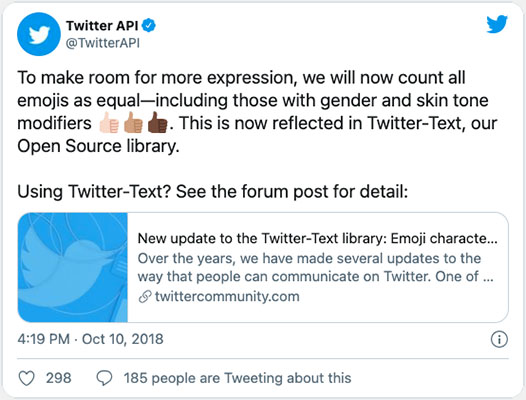 Twitter API
@TwitterAPI
To make room for more expression, we will now count all
emojis as equal—including those with gender and skin tone
modifiers 👍🏻👍🏽👍🏿. This is now reflected in Twitter-Text, our
Open Source library.
Using Twitter-Text? See the forum post for detail:
New update to the Twitter-Text library: Emoji characte...
Over the years, we have made several updates to the
way that people can communicate on Twitter. One of ...
twittercommunity.com
4:19 PM · Oct 10, 2018
298
185 people are Tweeting about this